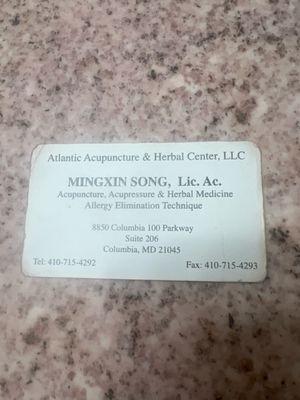 Atlantic Acupuncture & Herbal Center, LLC
MINGXIN SONG, Lic. Ac.
Acupuncture, Acupressure & Herbal Medicine
Allergy Elimination Technique
8850 Columbia 100 Parkway
Suite 206
Columbia, MD 21045
Tel: 410-715-4292 Fax: 410-715-4293